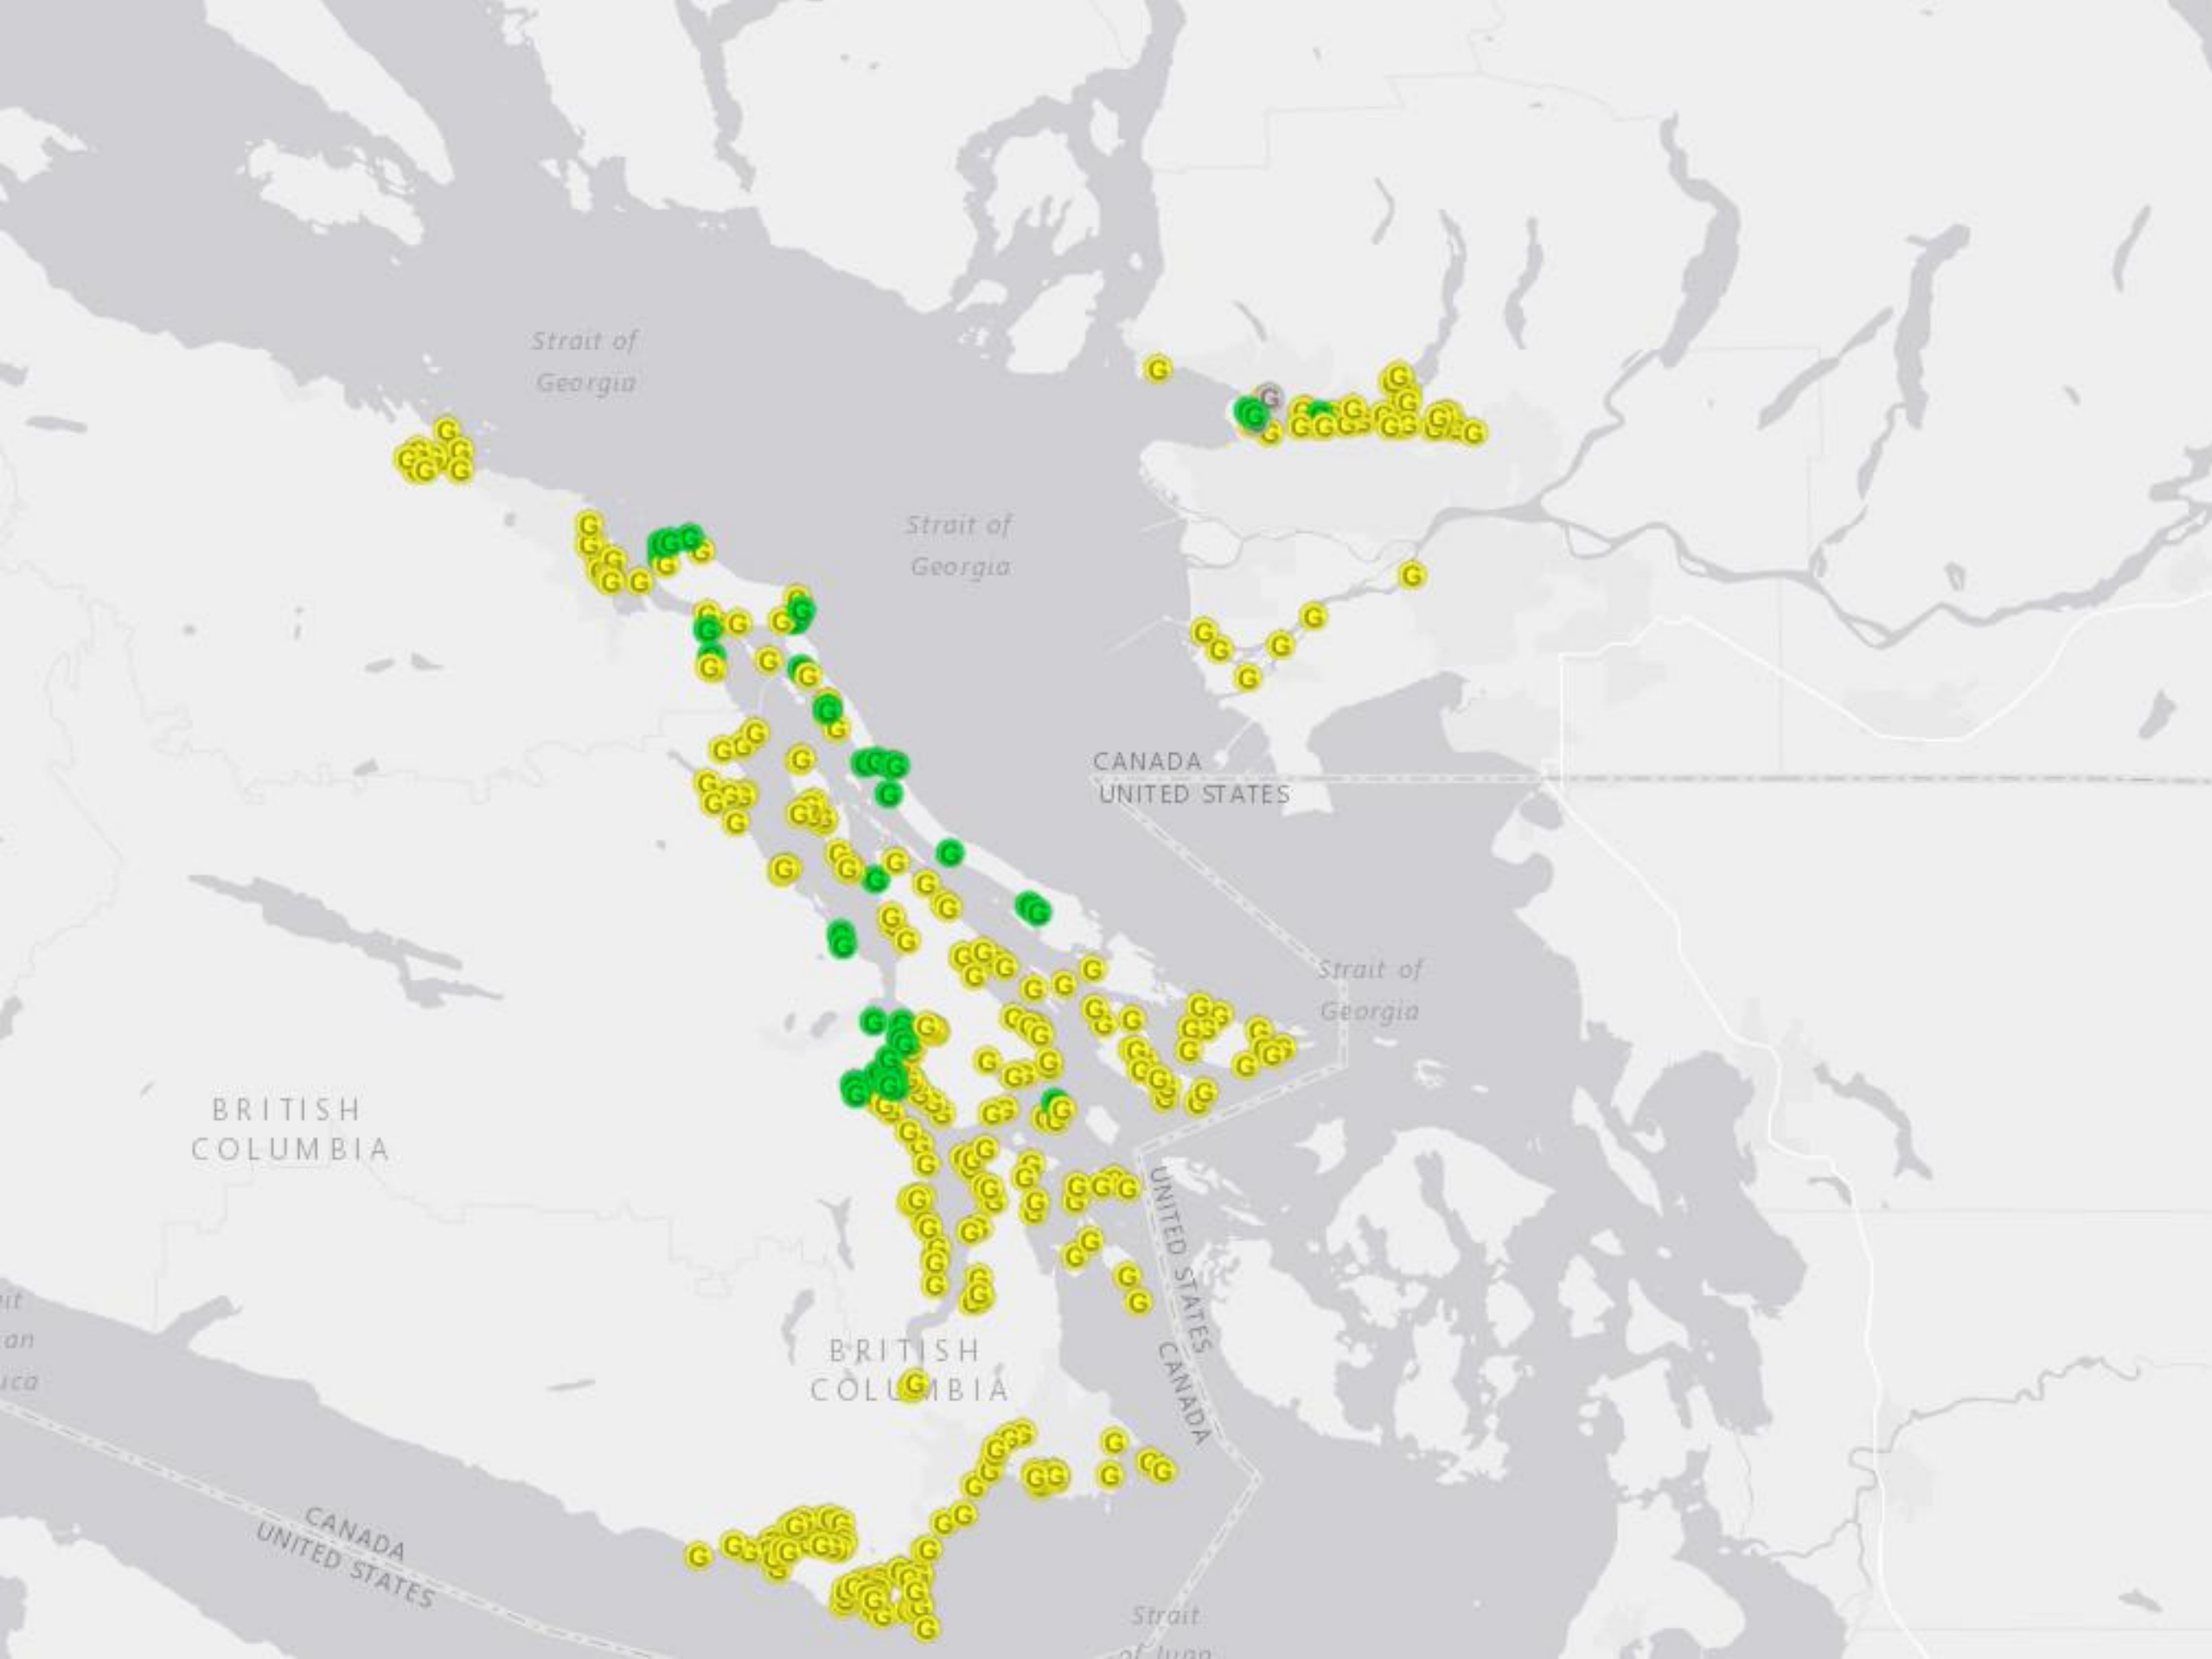 Strait of
Georgia
Strait of
Georgia
CANADA
UNITED STATES
Strait of
Georgia
BRITISH
COLUMBIA
UNITED STATES
CANADA
BRITISH
COLUMBIA
CANADA
UNITED STATES
Strait